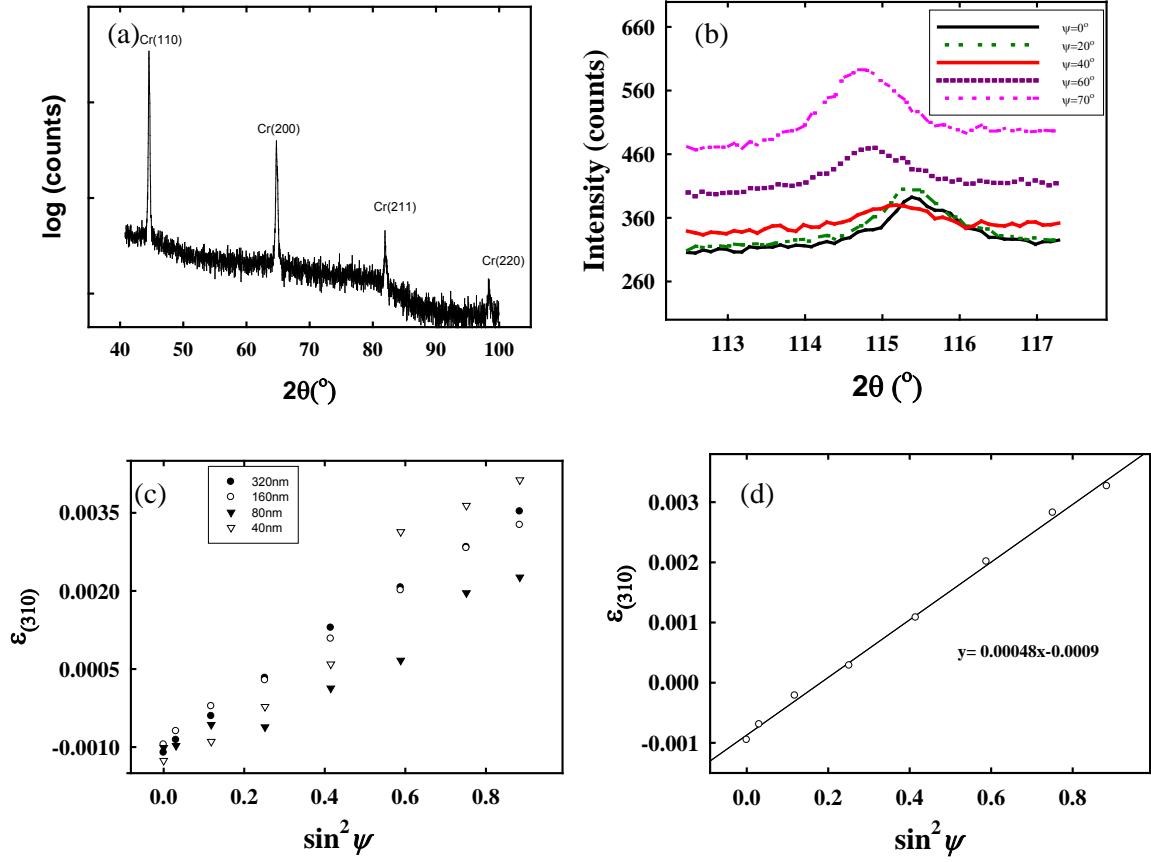 (a)
Cr(110)
Cr(200)
Cr(211)
Cr(220)
log (counts)
40 50 60 70 80 90 100
2θ(°)
(b)
ψ=0°
ψ=20°
ψ=40°
ψ=60°
ψ=70°
660
560
460
360
260
Intensity (counts)
113 114 115 116 117
2θ (°)
(c)
320nm
160nm
80nm
40nm
0.0035
0.0020
0.0005
-0.0010
ε(310)
0.0 0.2 0.4 0.6 0.8
sin² ψ
(d)
0.003
0.002
0.001
0.000
-0.001
ε(310)
y= 0.00048x-0.0009
0.0 0.2 0.4 0.6 0.8
sin² ψ